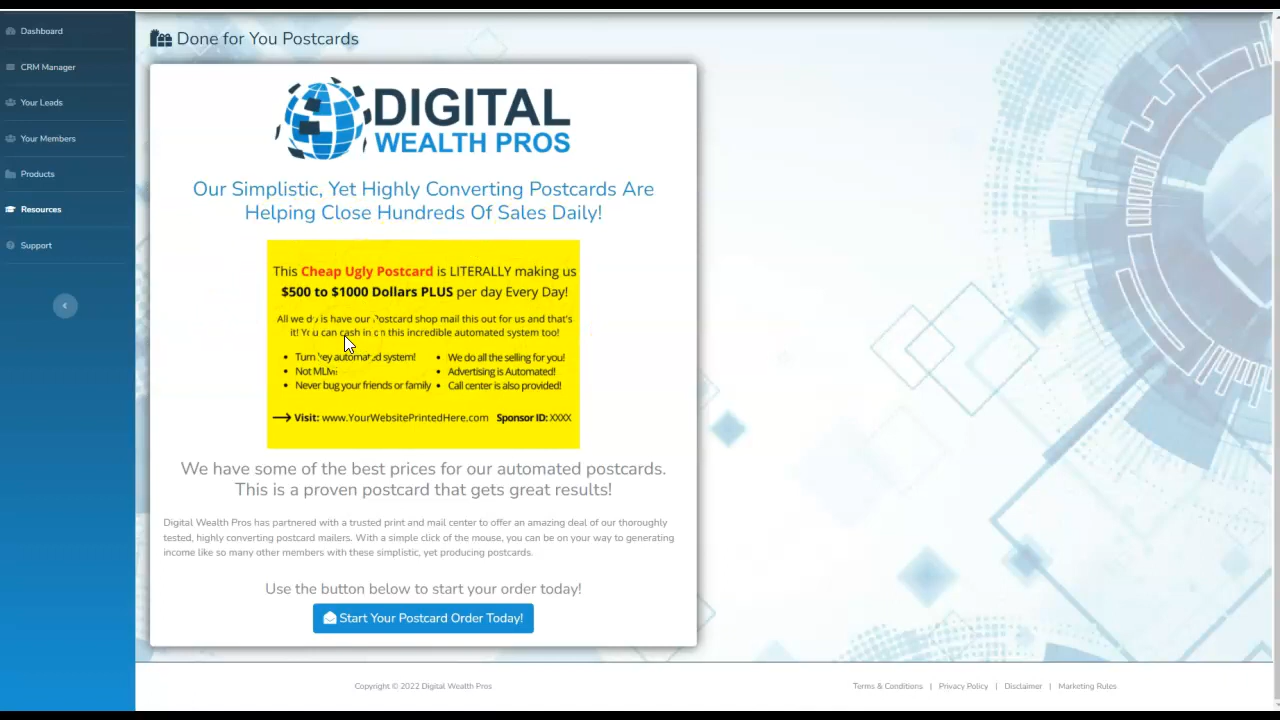 Dashboard
CRM Manager
Your Leads
Your Members
Products
Resources
Support
Done for You Postcards
DIGITAL
WEALTH PROS
Our Simplistic, Yet Highly Converting Postcards Are
Helping Close Hundreds Of Sales Daily!
This Cheap Ugly Postcard is LITERALLY making us
$500 to $1000 Dollars PLUS per day Every Day!
All we do is have our Postcard shop mail this out for us and that's
it! You can cash in on this incredible automated system too!
• Turn key automated system! • We do all the selling for you!
• Not MLM! • Advertising is Automated!
• Never bug your friends or family • Call center is also provided!
→ Visit: www.YourWebsitePrintedHere.com Sponsor ID: XXXX
We have some of the best prices for our automated postcards.
This is a proven postcard that gets great results!
Digital Wealth Pros has partnered with a trusted print and mail center to offer an amazing deal of our thoroughly
tested, highly converting postcard mailers. With a simple click of the mouse, you can be on your way to generating
income like so many other members with these simplistic, yet producing postcards.
Use the button below to start your order today!
Start Your Postcard Order Today!
Copyright © 2022 Digital Wealth Pros
Terms & Conditions | Privacy Policy | Disclaimer | Marketing Rules